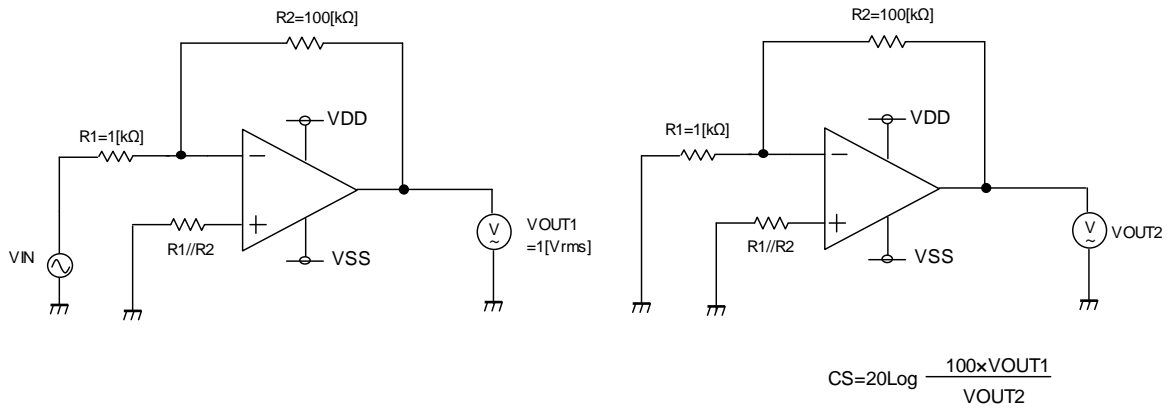 R2=100[kΩ]
VDD
R1=1[kΩ]
R1//R2
VSS
VIN
V
VOUT1
=1[Vrms]
R2=100[kΩ]
VDD
R1=1[kΩ]
R1//R2
VSS
V
VOUT2
CS=20Log
100×VOUT1
VOUT2